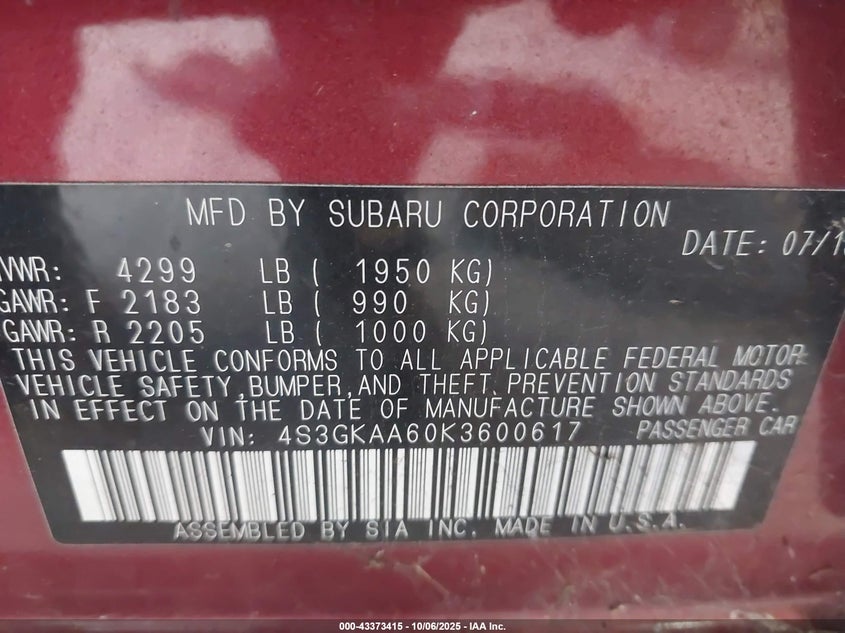 MFD BY SUBARU CORPORATION
DATE: 07/1
VWR: 4299 LB ( 1950 KG)
GAWR: F 2183 LB ( 990 KG)
GAWR: R 2205 LB ( 1000 KG)
THIS VEHICLE CONFORMS TO ALL APPLICABLE FEDERAL MOTOR
VEHICLE SAFETY, BUMPER, AND THEFT PREVENTION STANDARDS
IN EFFECT ON THE DATE OF MANUFACTURE SHOWN ABOVE.
VIN: 4S3GKAA60K3600617 PASSENGER CAR
ASSEMBLED BY SIA INC. MADE IN U.S.A.
000-43373415 - 10/06/2025 - IAA Inc.